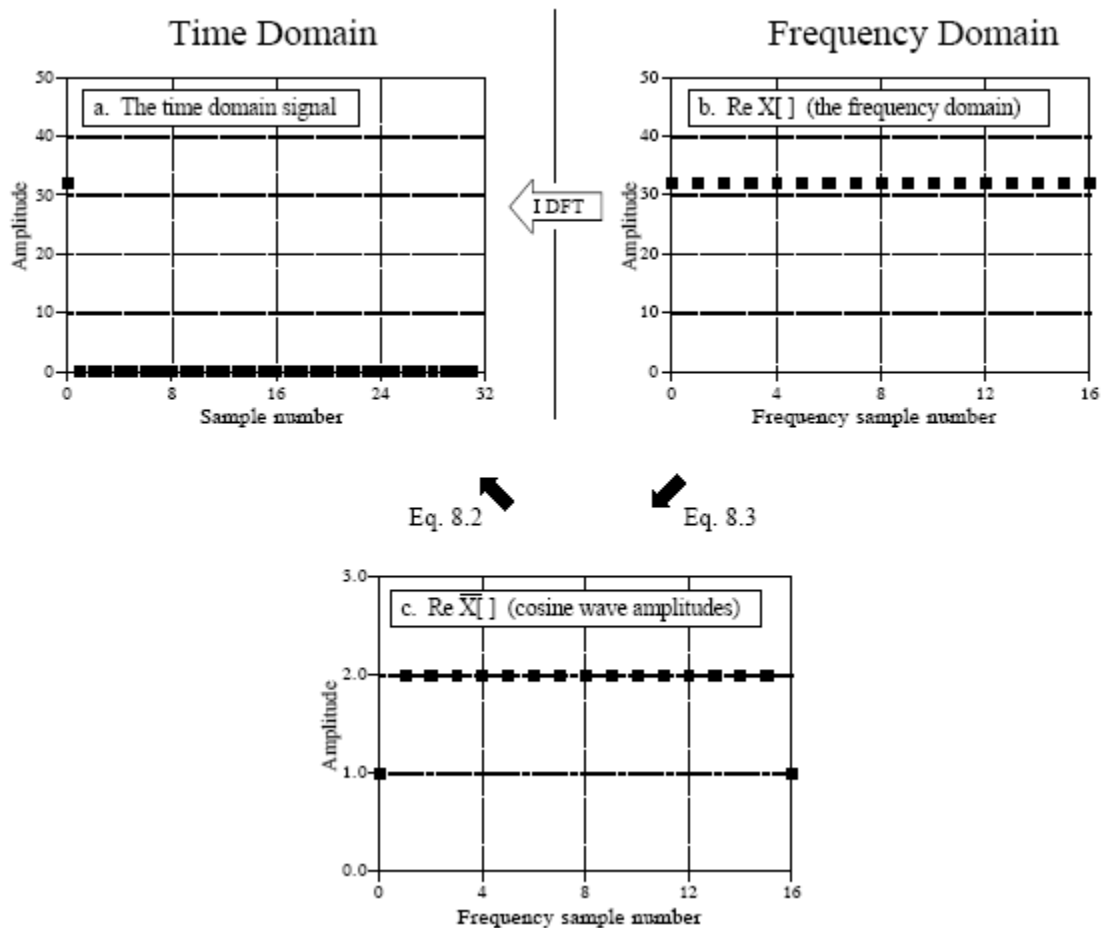 Time Domain
Frequency Domain
50
40
30
20
10
0
Amplitude
a. The time domain signal
0 8 16 24 32
Sample number
I DFT
50
40
30
20
10
0
Amplitude
b. Re X[ ] (the frequency domain)
0 4 8 12 16
Frequency sample number
Eq. 8.2
Eq. 8.3
3.0
2.0
1.0
0.0
Amplitude
c. Re X̅[ ] (cosine wave amplitudes)
0 4 8 12 16
Frequency sample number